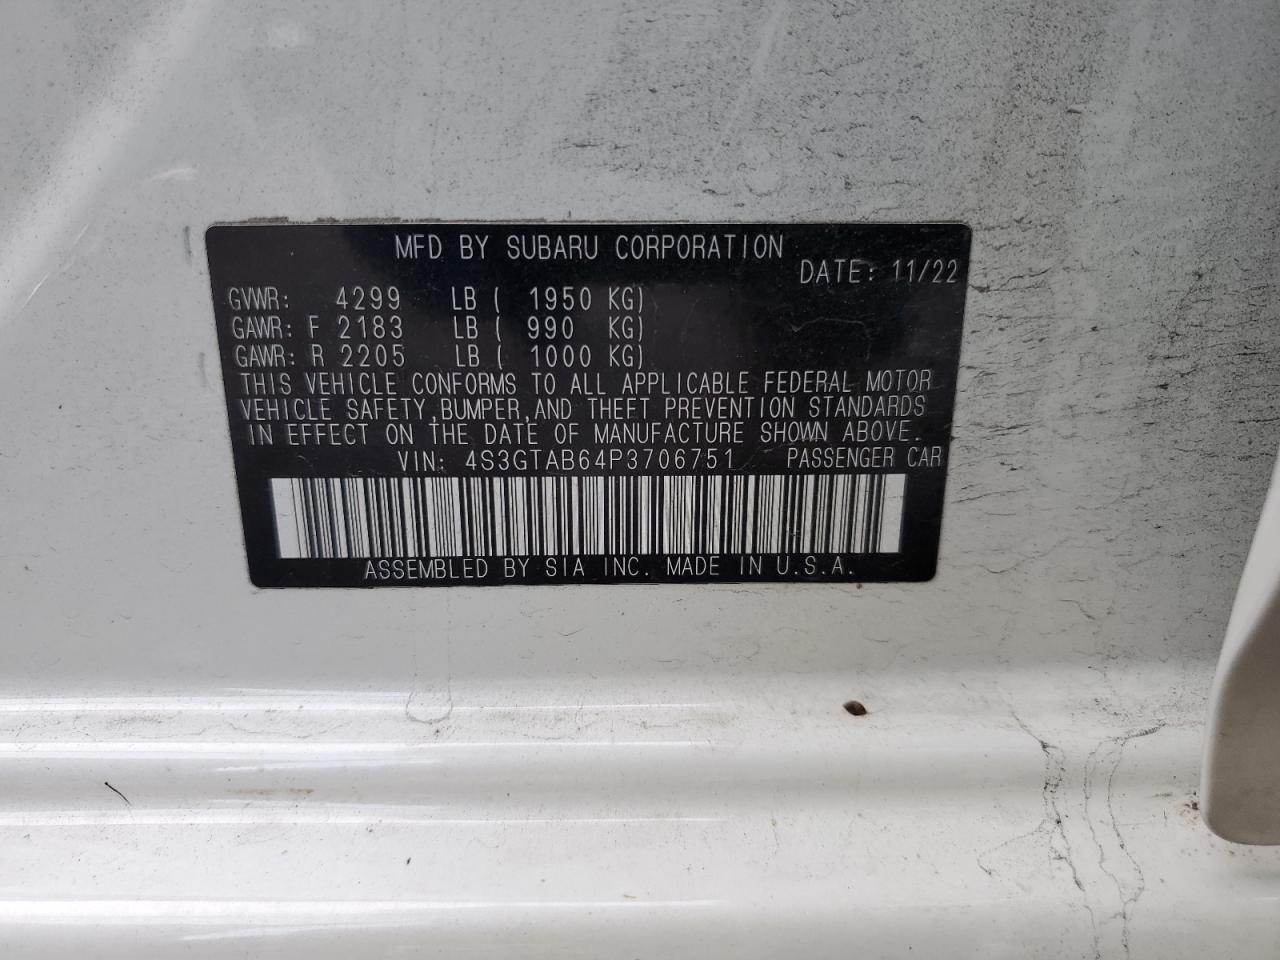 MFD BY SUBARU CORPORATION
DATE: 11/22
GVWR: 4299 LB ( 1950 KG)
GAWR: F 2183 LB ( 990 KG)
GAWR: R 2205 LB ( 1000 KG)
THIS VEHICLE CONFORMS TO ALL APPLICABLE FEDERAL MOTOR
VEHICLE SAFETY,BUMPER,AND THEFT PREVENTION STANDARDS
IN EFFECT ON THE DATE OF MANUFACTURE SHOWN ABOVE.
VIN: 4S3GTAB64P3706751 PASSENGER CAR
ASSEMBLED BY SIA INC. MADE IN U.S.A.